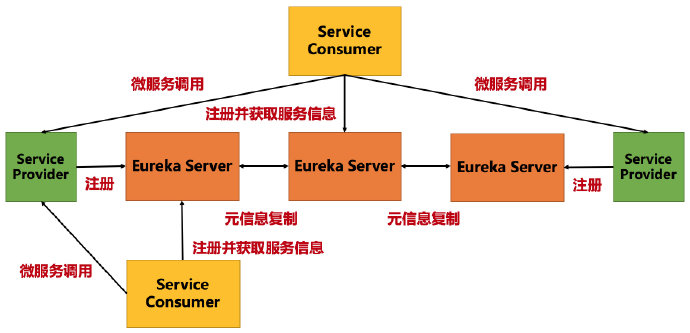 Service
Consumer
微服务调用
微服务调用
注册并获取服务信息
Service
Provider
Eureka Server
Eureka Server
Eureka Server
Service
Provider
注册
注册
元信息复制
元信息复制
注册并获取服务信息
微服务调用
Service
Consumer